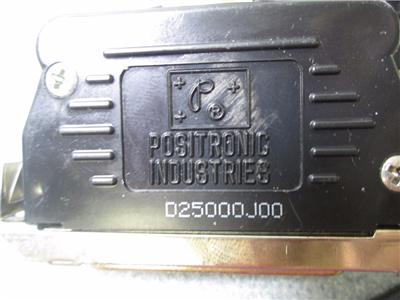 P®
POSITRONIC
INDUSTRIES
D25000J00